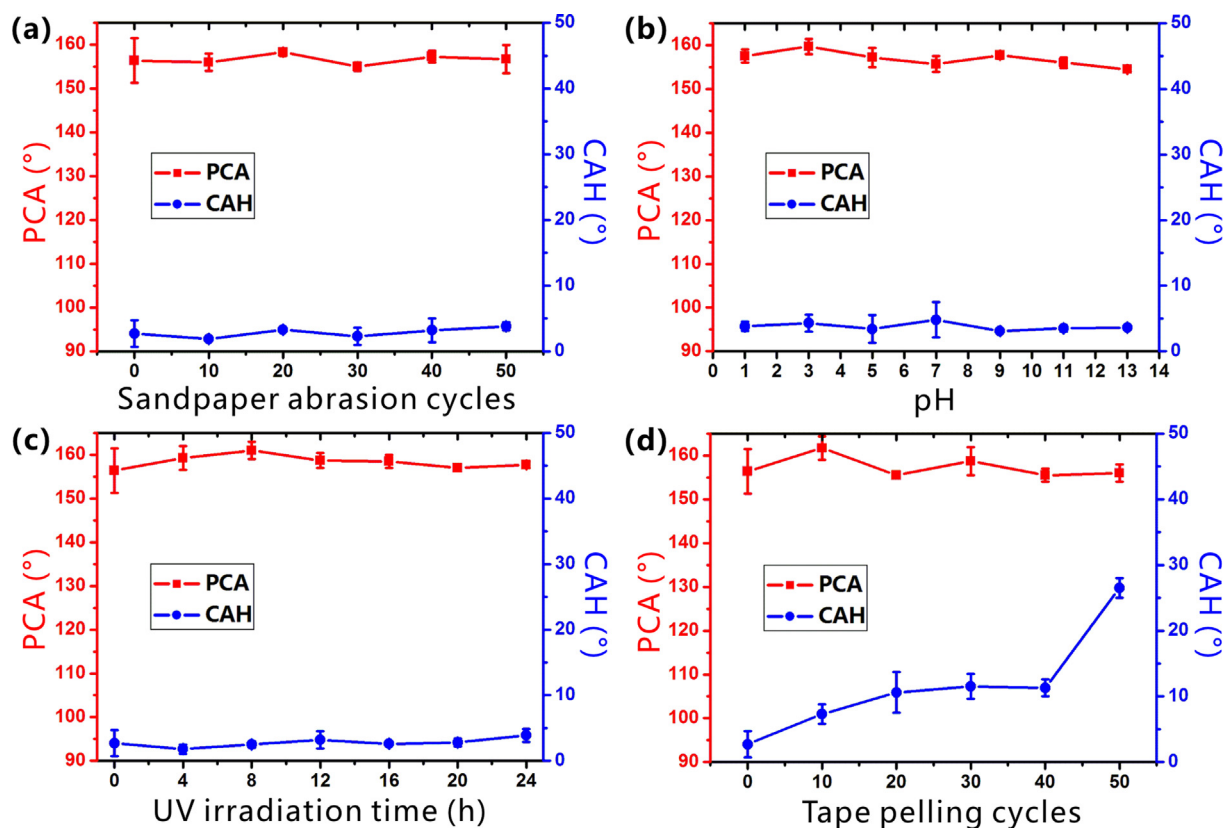 (a)
160
150
140
130
120
110
100
90
PCA (°)
50
40
30
20
10
0
CAH (°)
PCA
CAH
0 10 20 30 40 50
Sandpaper abrasion cycles
(b)
160
150
140
130
120
110
100
90
PCA (°)
50
40
30
20
10
0
CAH (°)
PCA
CAH
0 1 2 3 4 5 6 7 8 9 10 11 12 13 14
pH
(c)
160
150
140
130
120
110
100
90
PCA (°)
50
40
30
20
10
0
CAH (°)
PCA
CAH
0 4 8 12 16 20 24
UV irradiation time (h)
(d)
160
150
140
130
120
110
100
90
PCA (°)
50
40
30
20
10
0
CAH (°)
PCA
CAH
0 10 20 30 40 50
Tape pelling cycles